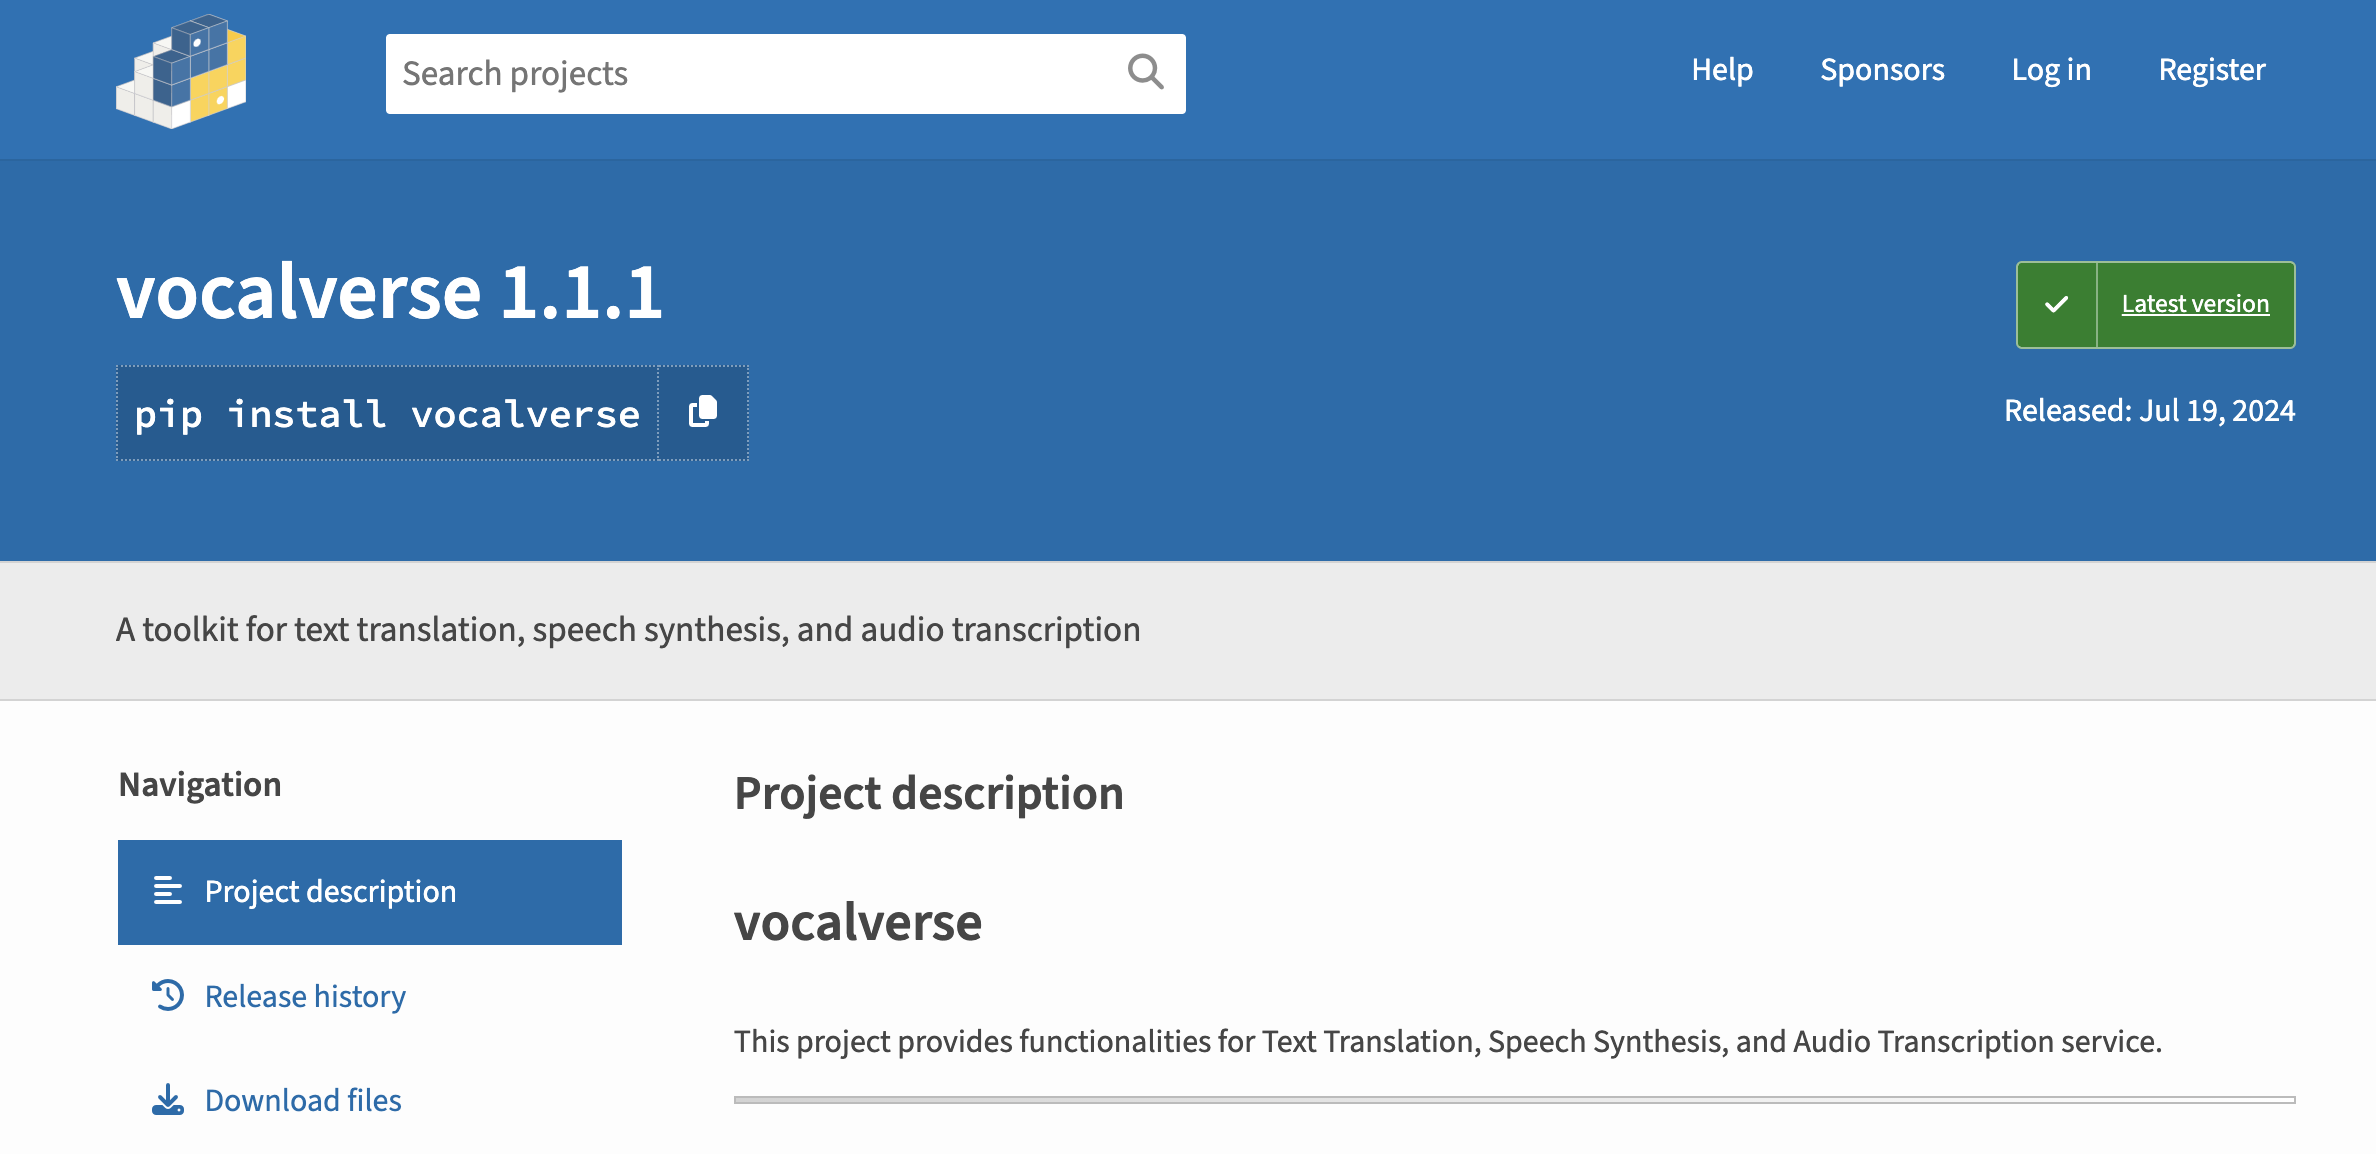 Search projects
Help
Sponsors
Log in
Register
vocalverse 1.1.1
pip install vocalverse
Latest version
Released: Jul 19, 2024
A toolkit for text translation, speech synthesis, and audio transcription
Navigation
Project description
Release history
Download files
Project description
vocalverse
This project provides functionalities for Text Translation, Speech Synthesis, and Audio Transcription service.